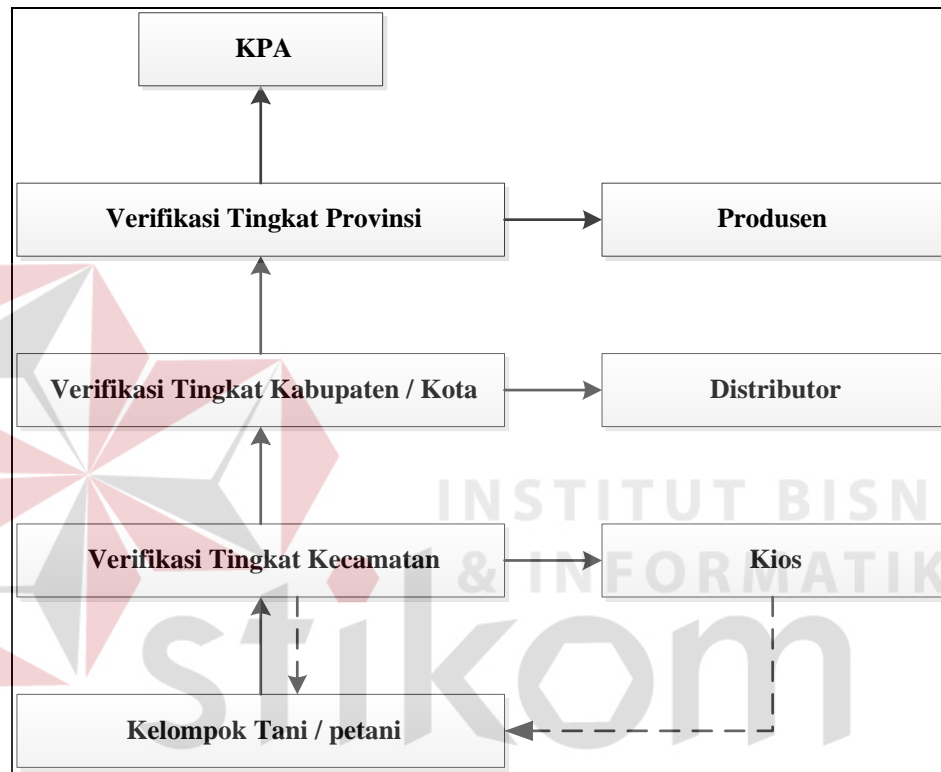 KPA
Verifikasi Tingkat Provinsi
Produsen
Verifikasi Tingkat Kabupaten / Kota
Distributor
INSTITUT BISN
Verifikasi Tingkat Kecamatan
Kios
& INFORMATIK
stikom
Kelompok Tani / petani